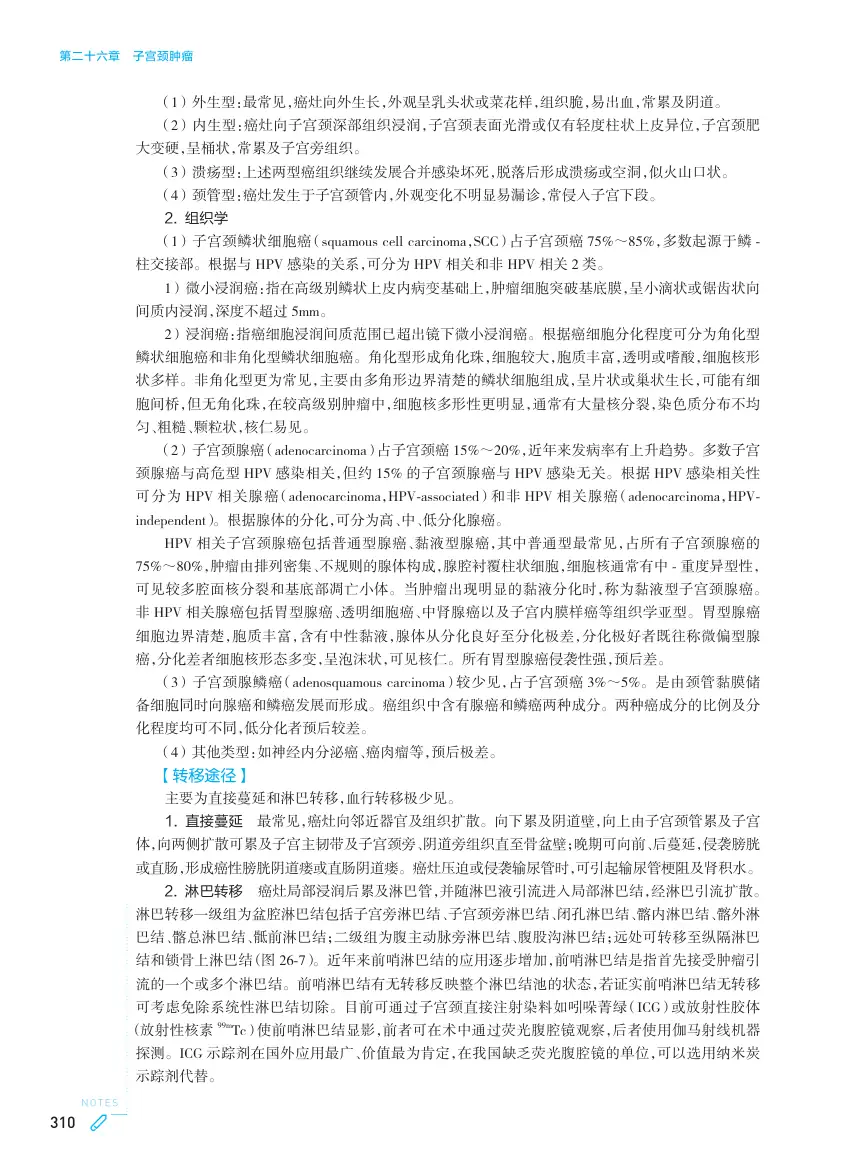 第二十六章　子宫颈肿瘤
（1）外生型:最常见,癌灶向外生长,外观呈乳头状或菜花样,组织脆,易出血,常累及阴道。
（2）内生型:癌灶向子宫颈深部组织浸润,子宫颈表面光滑或仅有轻度柱状上皮异位,子宫颈肥
大变硬,呈桶状,常累及子宫旁组织。
（3）溃疡型:上述两型癌组织继续发展合并感染坏死,脱落后形成溃疡或空洞,似火山口状。
（4）颈管型:癌灶发生于子宫颈管内,外观变化不明显易漏诊,常侵入子宫下段。
2. 组织学
（1）子宫颈鳞状细胞癌（squamous cell carcinoma,SCC）占子宫颈癌 75%～85%,多数起源于鳞 -
柱交接部。根据与 HPV 感染的关系,可分为 HPV 相关和非 HPV 相关 2 类。
1）微小浸润癌:指在高级别鳞状上皮内病变基础上,肿瘤细胞突破基底膜,呈小滴状或锯齿状向
间质内浸润,深度不超过 5mm。
2）浸润癌:指癌细胞浸润间质范围已超出镜下微小浸润癌。根据癌细胞分化程度可分为角化型
鳞状细胞癌和非角化型鳞状细胞癌。角化型形成角化珠,细胞较大,胞质丰富,透明或嗜酸,细胞核形
状多样。非角化型更为常见,主要由多角形边界清楚的鳞状细胞组成,呈片状或巢状生长,可能有细
胞间桥,但无角化珠,在较高级别肿瘤中,细胞核多形性更明显,通常有大量核分裂,染色质分布不均
匀、粗糙、颗粒状,核仁易见。
（2）子宫颈腺癌（adenocarcinoma）占子宫颈癌 15%～20%,近年来发病率有上升趋势。多数子宫
颈腺癌与高危型 HPV 感染相关,但约 15% 的子宫颈腺癌与 HPV 感染无关。根据 HPV 感染相关性
可分为 HPV 相关腺癌（adenocarcinoma,HPV-associated）和非 HPV 相关腺癌（adenocarcinoma,HPV-
independent）。根据腺体的分化,可分为高、中、低分化腺癌。
HPV 相关子宫颈腺癌包括普通型腺癌、黏液型腺癌,其中普通型最常见,占所有子宫颈腺癌的
75%～80%,肿瘤由排列密集、不规则的腺体构成,腺腔衬覆柱状细胞,细胞核通常有中 - 重度异型性,
可见较多腔面核分裂和基底部凋亡小体。当肿瘤出现明显的黏液分化时,称为黏液型子宫颈腺癌。
非 HPV 相关腺癌包括胃型腺癌、透明细胞癌、中肾腺癌以及子宫内膜样癌等组织学亚型。胃型腺癌
细胞边界清楚,胞质丰富,含有中性黏液,腺体从分化良好至分化极差,分化极好者既往称微偏型腺
癌,分化差者细胞核形态多变,呈泡沫状,可见核仁。所有胃型腺癌侵袭性强,预后差。
（3）子宫颈腺鳞癌（adenosquamous carcinoma）较少见,占子宫颈癌 3%～5%。是由颈管黏膜储
备细胞同时向腺癌和鳞癌发展而形成。癌组织中含有腺癌和鳞癌两种成分。两种癌成分的比例及分
化程度均可不同,低分化者预后较差。
（4）其他类型:如神经内分泌癌、癌肉瘤等,预后极差。
【转移途径】
主要为直接蔓延和淋巴转移,血行转移极少见。
1. 直接蔓延　最常见,癌灶向邻近器官及组织扩散。向下累及阴道壁,向上由子宫颈管累及子宫
体,向两侧扩散可累及子宫主韧带及子宫颈旁、阴道旁组织直至骨盆壁;晚期可向前、后蔓延,侵袭膀胱
或直肠,形成癌性膀胱阴道瘘或直肠阴道瘘。癌灶压迫或侵袭输尿管时,可引起输尿管梗阻及肾积水。
2. 淋巴转移　癌灶局部浸润后累及淋巴管,并随淋巴液引流进入局部淋巴结,经淋巴引流扩散。
淋巴转移一级组为盆腔淋巴结包括子宫旁淋巴结、子宫颈旁淋巴结、闭孔淋巴结、髂内淋巴结、髂外淋
巴结、髂总淋巴结、骶前淋巴结;二级组为腹主动脉旁淋巴结、腹股沟淋巴结;远处可转移至纵隔淋巴
结和锁骨上淋巴结(图 26-7)。近年来前哨淋巴结的应用逐步增加,前哨淋巴结是指首先接受肿瘤引
流的一个或多个淋巴结。前哨淋巴结有无转移反映整个淋巴结池的状态,若证实前哨淋巴结无转移
可考虑免除系统性淋巴结切除。目前可通过子宫颈直接注射染料如吲哚菁绿（ICG）或放射性胶体
（放射性核素 ⁹⁹ᵐTc）使前哨淋巴结显影,前者可在术中通过荧光腹腔镜观察,后者使用伽马射线机器
探测。ICG 示踪剂在国外应用最广、价值最为肯定,在我国缺乏荧光腹腔镜的单位,可以选用纳米炭
示踪剂代替。
NOTES
310